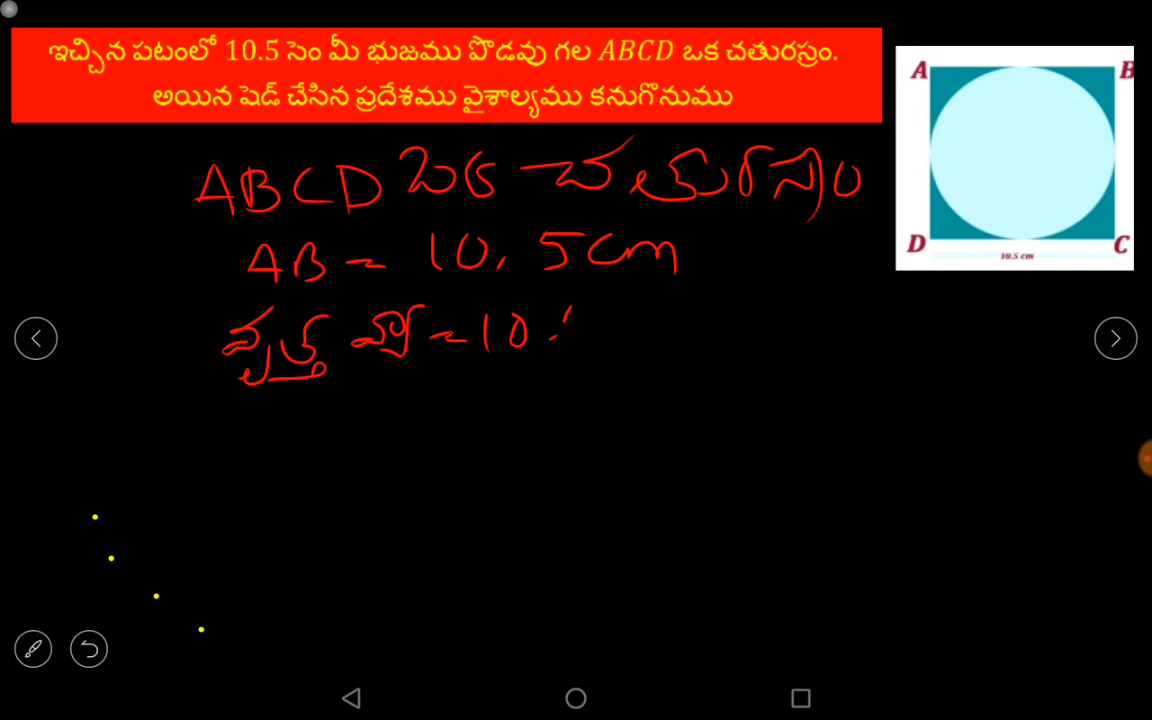 ఇచ్చిన పటంలో 10.5 సెం మీ భుజము పొడవు గల ABCD ఒక చతురస్రం.
అయిన షెడ్ చేసిన ప్రదేశము వైశాల్యము కనుగొనుము
A B
D C
10.5 cm
ABCD ఒక చతురస్రం
AB = 10.5cm
వృత్త వ్యా = 10.